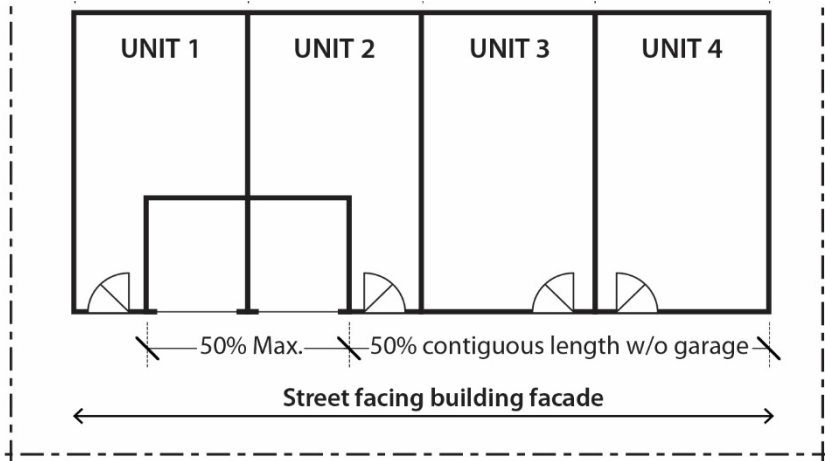 UNIT 1
UNIT 2
UNIT 3
UNIT 4
50% Max.
50% contiguous length w/o garage
Street facing building facade